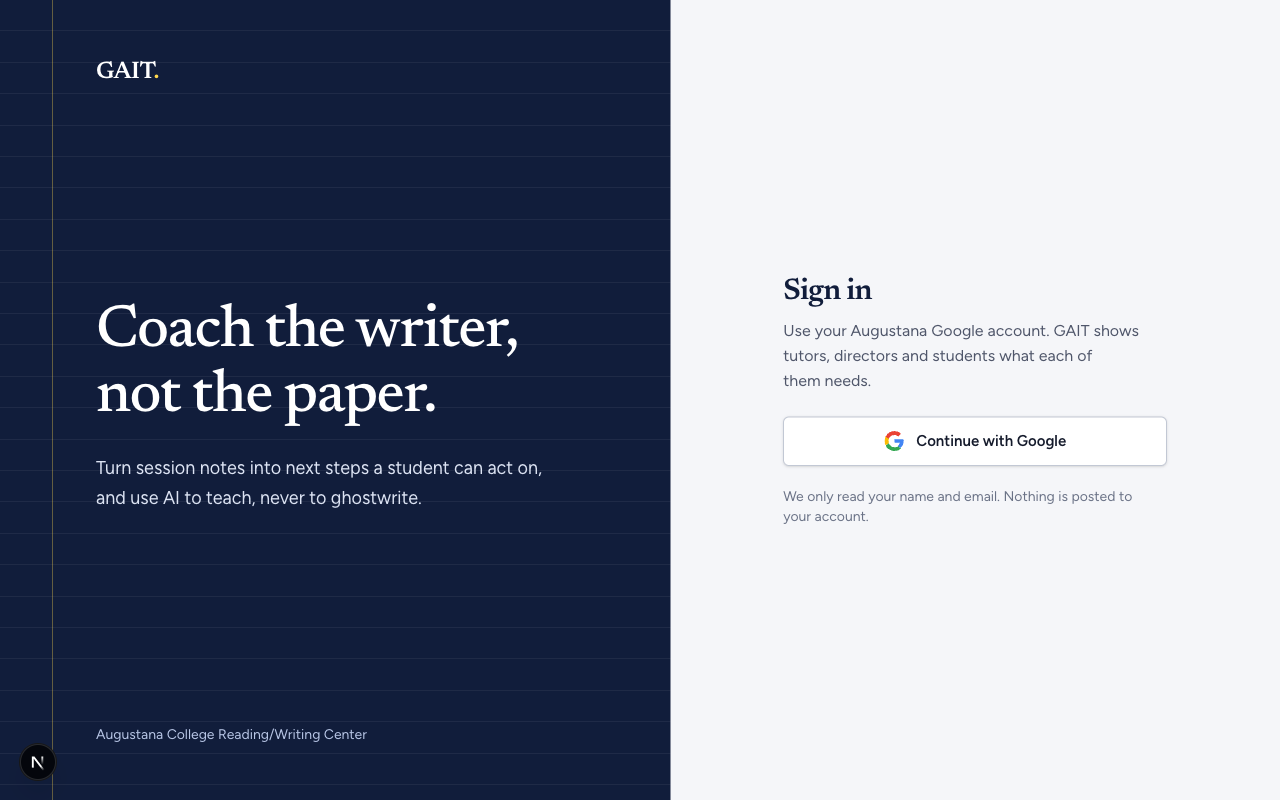 GAIT.
Coach the writer,
not the paper.
Turn session notes into next steps a student can act on,
and use AI to teach, never to ghostwrite.
Augustana College Reading/Writing Center
N
Sign in
Use your Augustana Google account. GAIT shows
tutors, directors and students what each of
them needs.
Continue with Google
We only read your name and email. Nothing is posted to
your account.